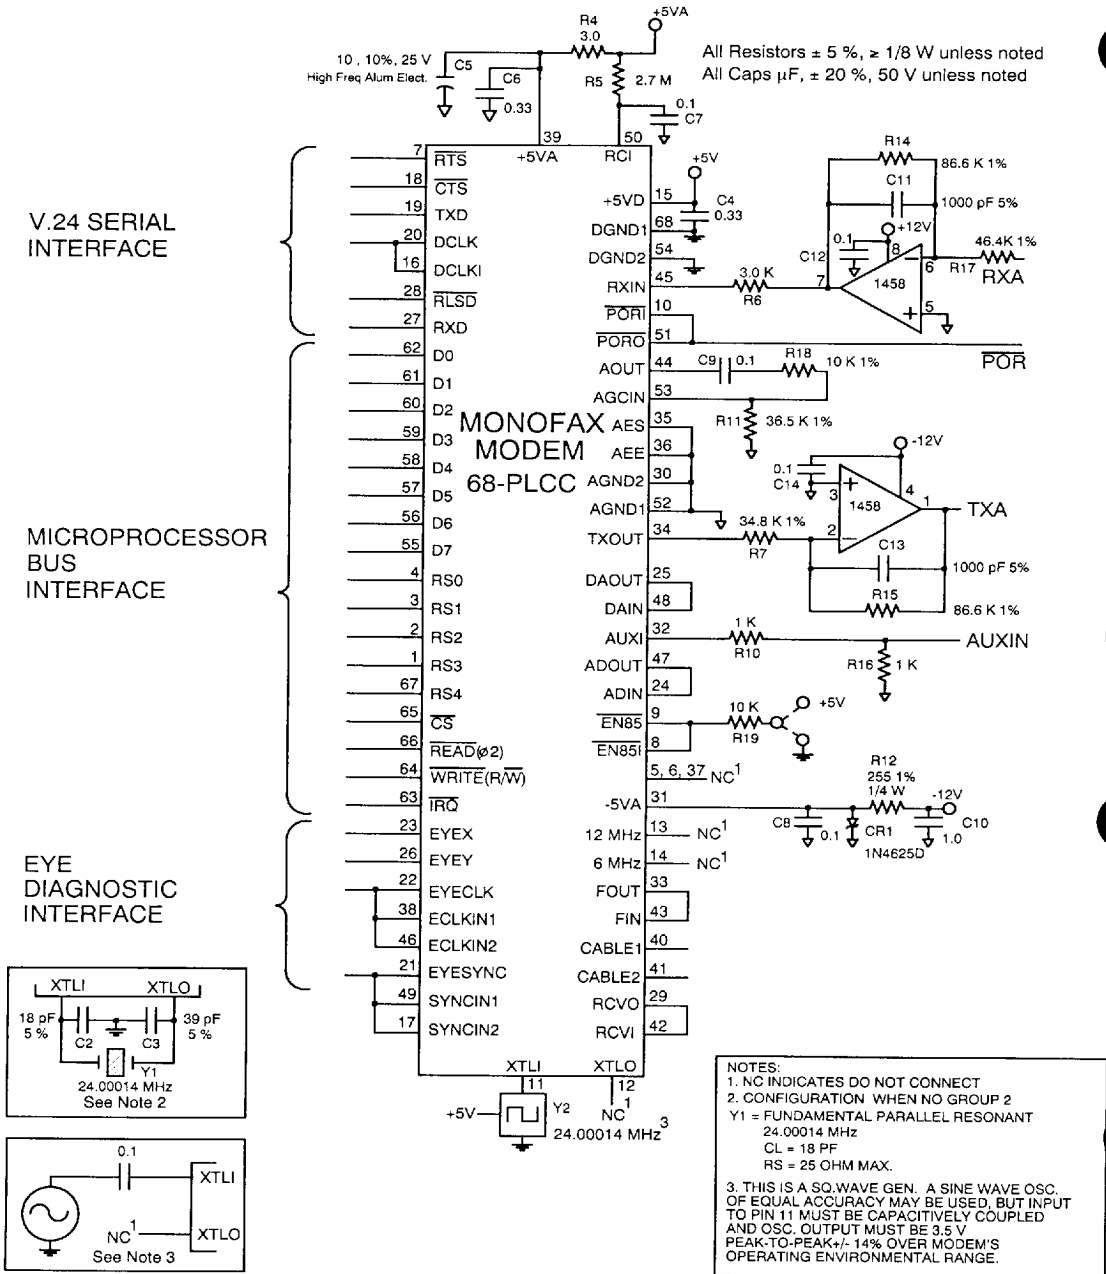 +5VA
R4
3.0
All Resistors ± 5 %, ≥ 1/8 W unless noted
All Caps µF, ± 20 %, 50 V unless noted
10 , 10%, 25 V
High Freq Alum Elect.
C5
C6
0.33
R5
2.7 M
0.1
C7
39
50
+5VA
RCI
V.24 SERIAL
INTERFACE
7
RTS
18
CTS
19
TXD
20
DCLK
16
DCLKI
28
RLSD
27
RXD
MICROPROCESSOR
BUS
INTERFACE
62
D0
61
D1
60
D2
59
D3
58
D4
57
D5
56
D6
55
D7
4
RS0
3
RS1
2
RS2
1
RS3
67
RS4
65
CS
66
READ(ø2)
64
WRITE(R/W)
63
IRQ
EYE
DIAGNOSTIC
INTERFACE
23
EYEX
26
EYEY
22
EYECLK
38
ECLKIN1
46
ECLKIN2
21
EYESYNC
49
SYNCIN1
17
SYNCIN2
MONOFAX
MODEM
68-PLCC
+5V
+5VD
15
C4
0.33
DGND1
68
DGND2
54
RXIN
45
3.0 K
R6
PORI
10
PORO
51
POR
R14
86.6 K 1%
C11
1000 pF 5%
+12V
0.1
C12
8
7
1458
6
5
R17
46.4K 1%
RXA
AOUT
44
C9
0.1
R18
10 K 1%
AGCIN
53
R11
36.5 K 1%
AES
35
AEE
36
AGND2
30
AGND1
52
TXOUT
34
34.8 K 1%
R7
-12V
0.1
C14
3
4
1458
2
1
TXA
C13
1000 pF 5%
R15
86.6 K 1%
DAOUT
25
DAIN
48
AUXI
32
1 K
R10
AUXIN
R16
1 K
ADOUT
47
ADIN
24
EN85
9
10 K
R19
+5V
EN85I
8
5, 6, 37
NC1
-5VA
31
C8
0.1
CR1
1N4625D
R12
255 1%
1/4 W
-12V
C10
1.0
12 MHz
13
NC1
6 MHz
14
NC1
FOUT
33
FIN
43
CABLE1
40
CABLE2
41
RCVO
29
RCVI
42
XTLI
XTLO
11
12
+5V
Y2
NC1
24.00014 MHz3
XTLI
XTLO
18 pF
5 %
C2
C3
39 pF
5 %
Y1
24.00014 MHz
See Note 2
0.1
XTLI
NC1
XTLO
See Note 3
NOTES:
1. NC INDICATES DO NOT CONNECT
2. CONFIGURATION WHEN NO GROUP 2
Y1 = FUNDAMENTAL PARALLEL RESONANT
24.00014 MHz
CL = 18 PF
RS = 25 OHM MAX.
3. THIS IS A SQ.WAVE GEN. A SINE WAVE OSC.
OF EQUAL ACCURACY MAY BE USED, BUT INPUT
TO PIN 11 MUST BE CAPACITIVELY COUPLED
AND OSC. OUTPUT MUST BE 3.5 V
PEAK-TO-PEAK+/- 14% OVER MODEM'S
OPERATING ENVIRONMENTAL RANGE.